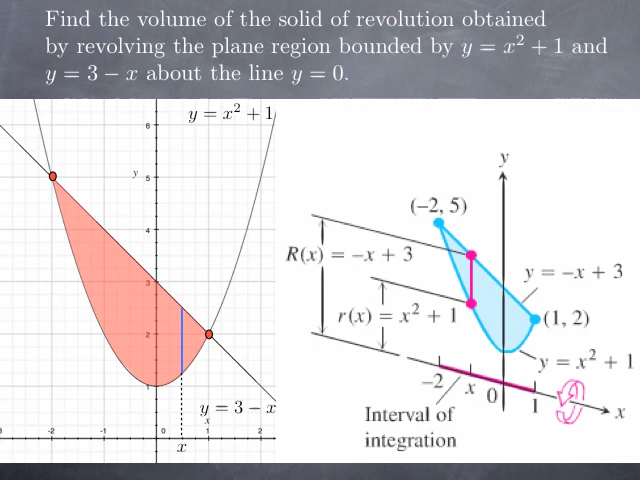 Find the volume of the solid of revolution obtained
by revolving the plane region bounded by y = x² + 1 and
y = 3 − x about the line y = 0.
y = x² + 1
6
y
5
4
3
2
1
y = 3 − x
x
-2
-1
0
1
2
x
y
(−2, 5)
R(x) = −x + 3
y = −x + 3
r(x) = x² + 1
(1, 2)
y = x² + 1
−2
x
0
1
x
Interval of
integration